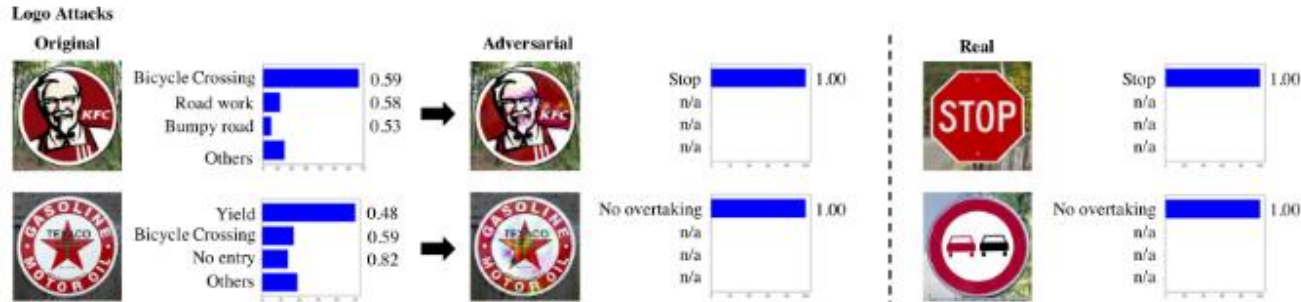 Logo Attacks
Original
Adversarial
Real
KFC
Bicycle Crossing 0.59
Road work 0.58
Bumpy road 0.53
Others
KFC
Stop 1.00
n/a
n/a
n/a
STOP
Stop 1.00
n/a
n/a
n/a
GASOLINE
TEXACO
MOTOR OIL
Yield 0.48
Bicycle Crossing 0.59
No entry 0.82
Others
GASOLINE
TEXACO
MOTOR OIL
No overtaking 1.00
n/a
n/a
n/a
No overtaking 1.00
n/a
n/a
n/a